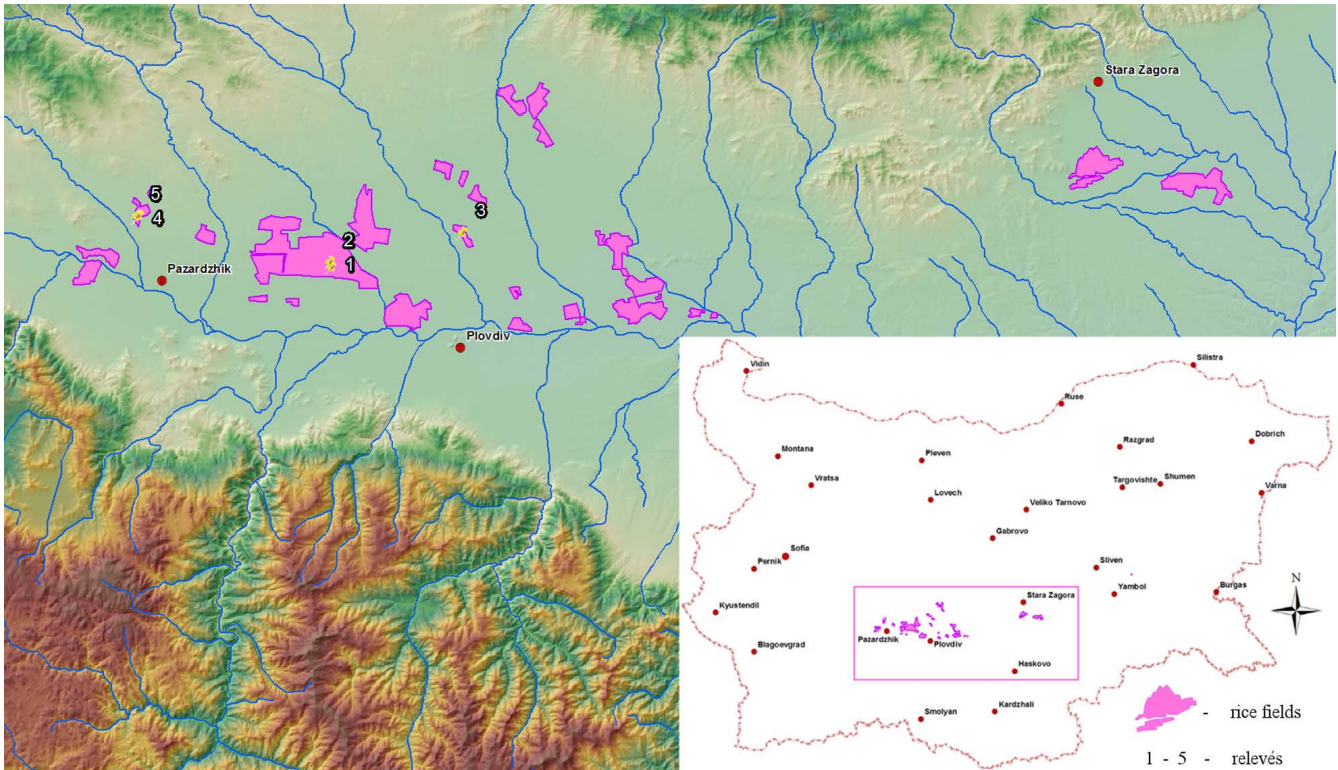 Stara Zagora
5
4
3
2
1
Pazardzhik
Plovdiv
Vidin
Silistra
Ruse
Dobrich
Razgrad
Montana
Pleven
Vratsa
Targovishte
Shumen
Varna
Lovech
Veliko Tarnovo
Gabrovo
Sofia
Pernik
Sliven
Yambol
Burgas
N
Kyustendil
Stara Zagora
Pazardzhik
Plovdiv
Blagoevgrad
Haskovo
Smolyan
Kardzhali
- rice fields
1 - 5 - relevés